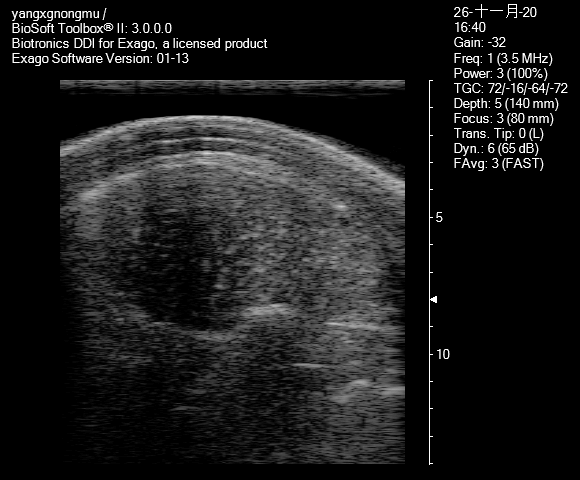 yangxgnongmu /
BioSoft Toolbox® II: 3.0.0.0
Biotronics DDI for Exago, a licensed product
Exago Software Version: 01-13
26-十一月-20
16:40
Gain: -32
Freq: 1 (3.5 MHz)
Power: 3 (100%)
TGC: 72/-16/-64/-72
Depth: 5 (140 mm)
Focus: 3 (80 mm)
Trans. Tip: 0 (L)
Dyn.: 6 (65 dB)
FAvg: 3 (FAST)
5
10